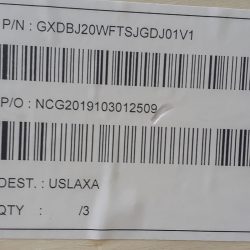 P/N : GXDBJ20WFTSJGDJ01V1
P/O : NCG2019103012509
DEST. : USLAXA
QTY : /3